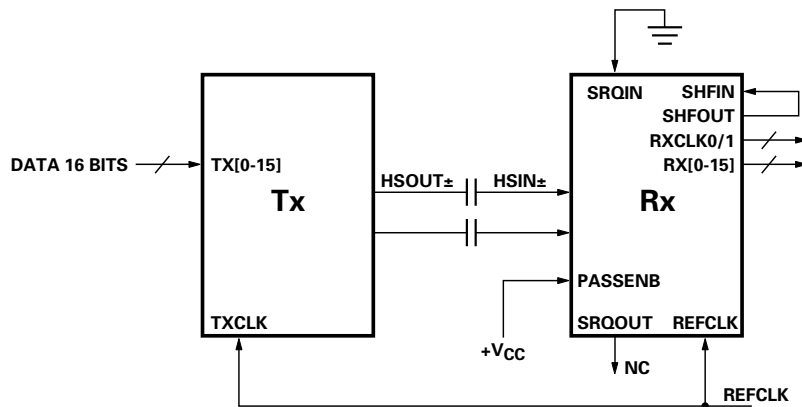 SRQIN
SHFIN
SHFOUT
RXCLK0/1
DATA 16 BITS
TX[0-15]
RX[0-15]
HSOUT±
HSIN±
Tx
Rx
PASSENB
TXCLK
SRQOUT
REFCLK
+VCC
NC
REFCLK